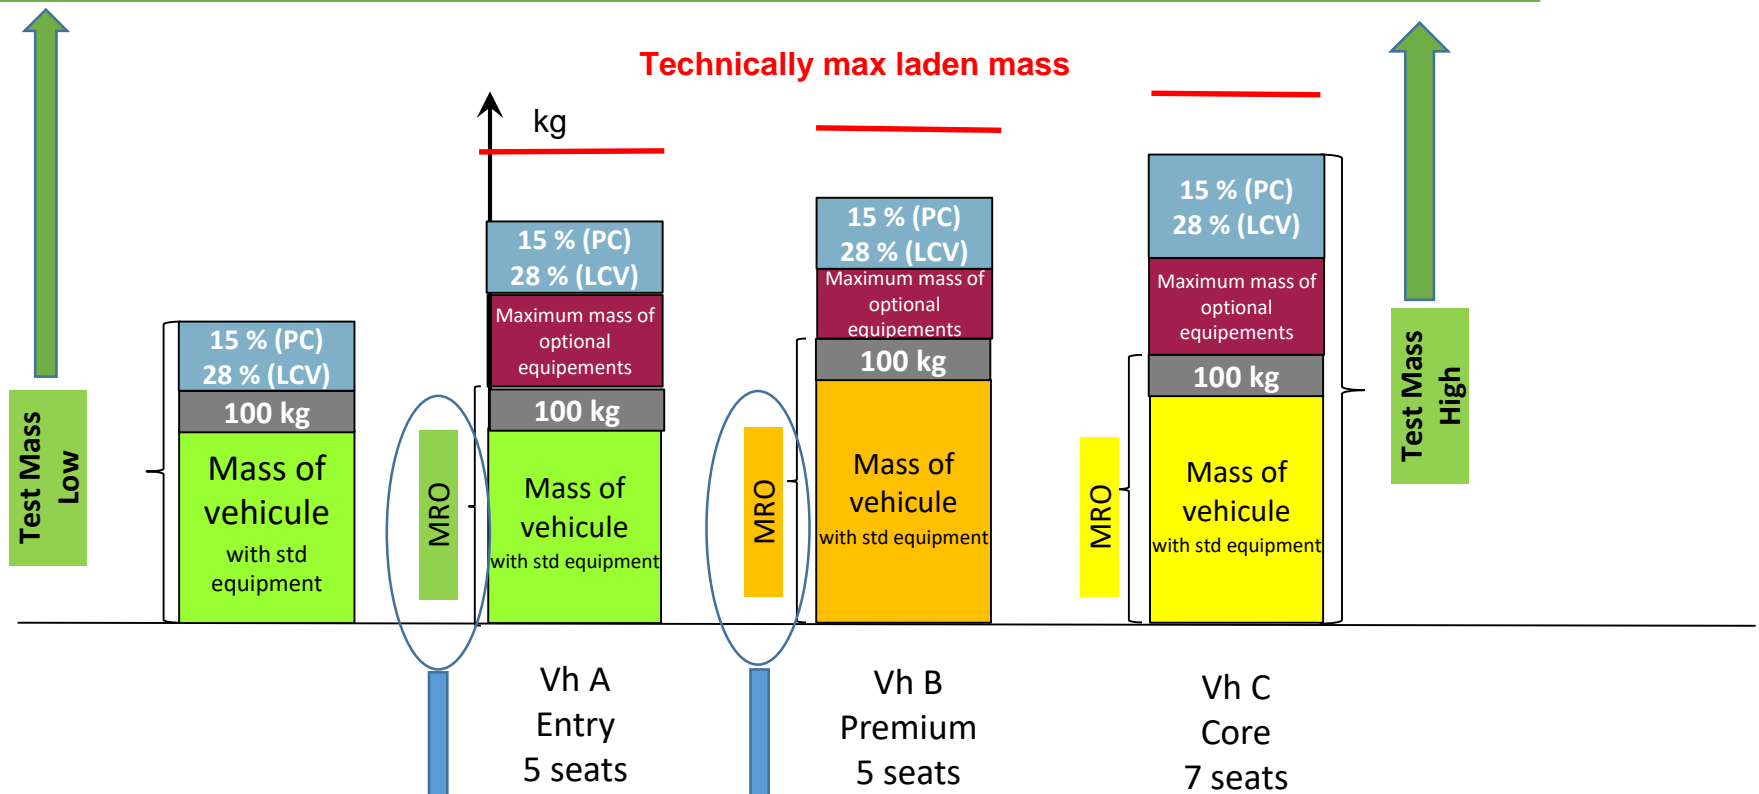 Technically max laden mass
kg
Test Mass
Low
15 % (PC)
28 % (LCV)
100 kg
Mass of
vehicule
with std
equipment
MRO
15 % (PC)
28 % (LCV)
Maximum mass of
optional
equipements
100 kg
Mass of
vehicule
with std equipment
Vh A
Entry
5 seats
MRO
15 % (PC)
28 % (LCV)
Maximum mass of
optional
equipements
100 kg
Mass of
vehicule
with std equipment
Vh B
Premium
5 seats
MRO
15 % (PC)
28 % (LCV)
Maximum mass of
optional
equipements
100 kg
Mass of
vehicule
with std equipment
Vh C
Core
7 seats
Test Mass
High